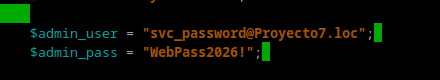 $admin_user = "svc_password@Proyecto7.loc";
$admin_pass = "WebPass2026!";